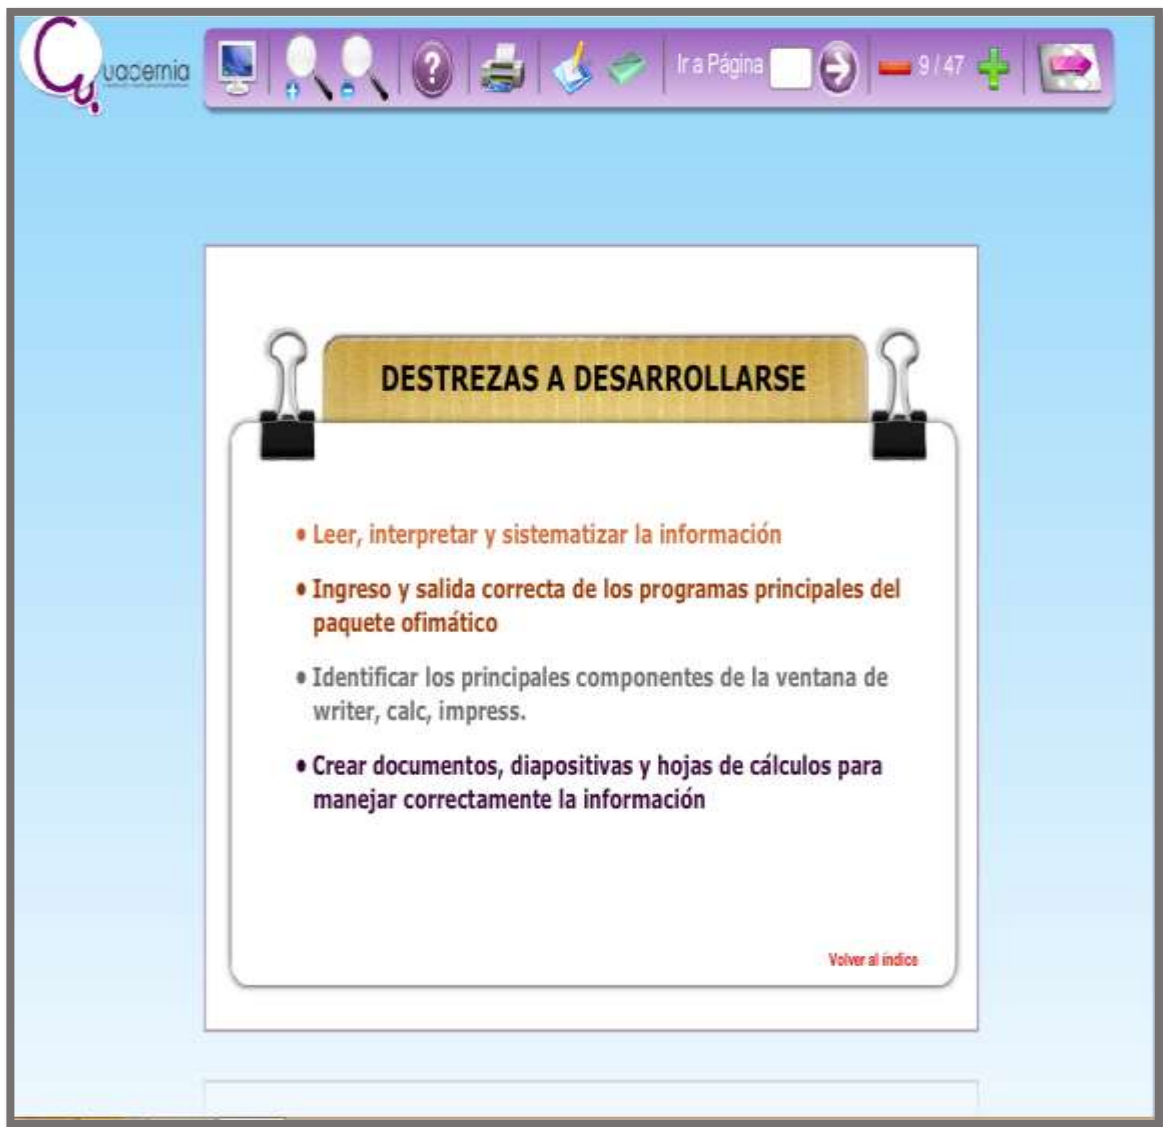 Cuadernia
Ir a Página
9 / 47
DESTREZAS A DESARROLLARSE
• Leer, interpretar y sistematizar la información
• Ingreso y salida correcta de los programas principales del
paquete ofimático
• Identificar los principales componentes de la ventana de
writer, calc, impress.
• Crear documentos, diapositivas y hojas de cálculos para
manejar correctamente la información
Volver al índice